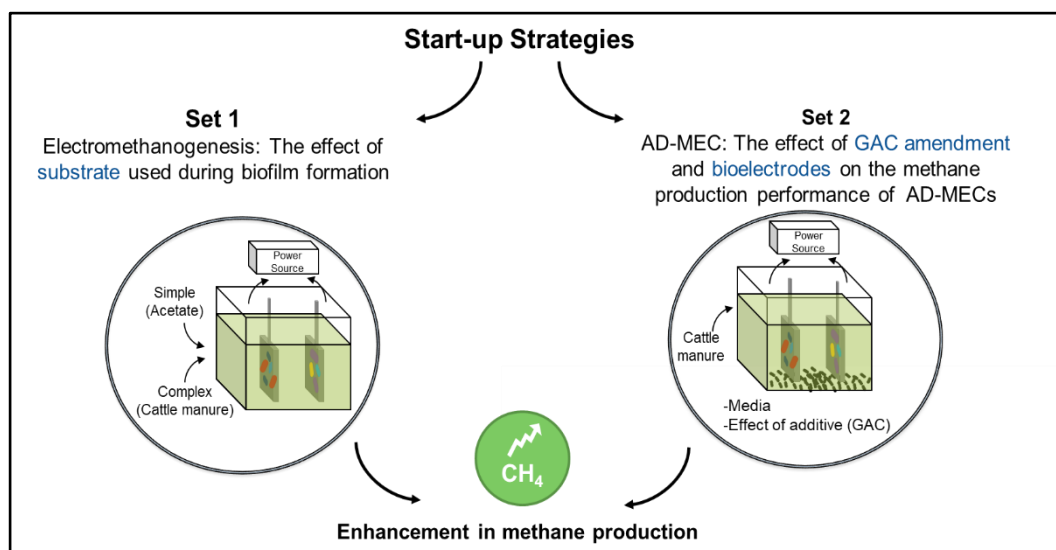 Start-up Strategies
Set 1
Electromethanogenesis: The effect of
substrate used during biofilm formation
Power
Source
Simple
(Acetate)
Complex
(Cattle manure)
Set 2
AD-MEC: The effect of GAC amendment
and bioelectrodes on the methane
production performance of AD-MECs
Power
Source
Cattle
manure
-Media
-Effect of additive (GAC)
CH₄
Enhancement in methane production